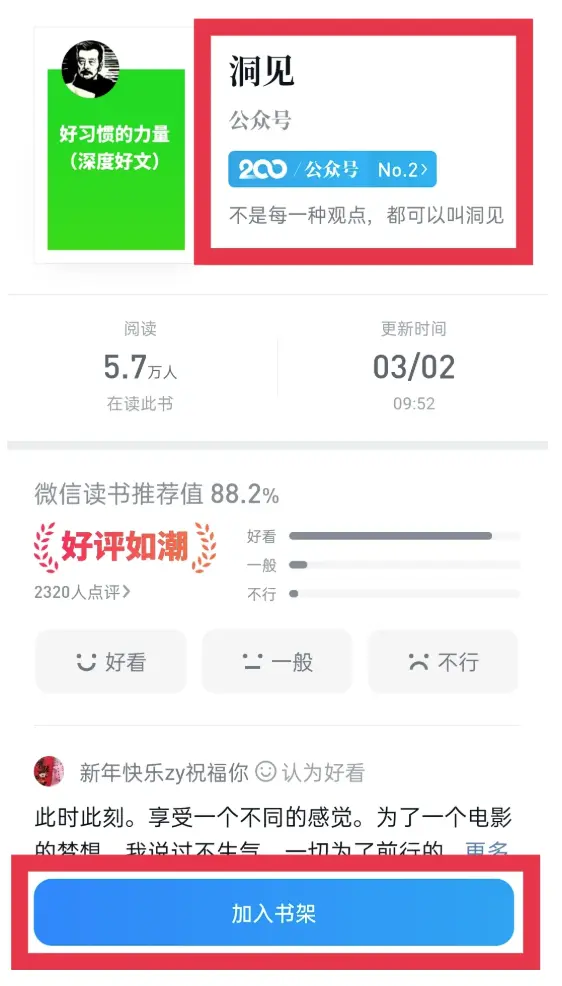 好习惯的力量
（深度好文）
洞见
公众号
200/公众号 No.2>
不是每一种观点，都可以叫洞见
阅读
5.7万人
在读此书
更新时间
03/02
09:52
微信读书推荐值 88.2%
好评如潮
2320人点评>
好看
一般
不行
好看
一般
不行
新年快乐zy祝福你 认为好看
此时此刻。享受一个不同的感觉。为了一个电影
的梦想，我说过不生气，一切为了前行的 更多
加入书架